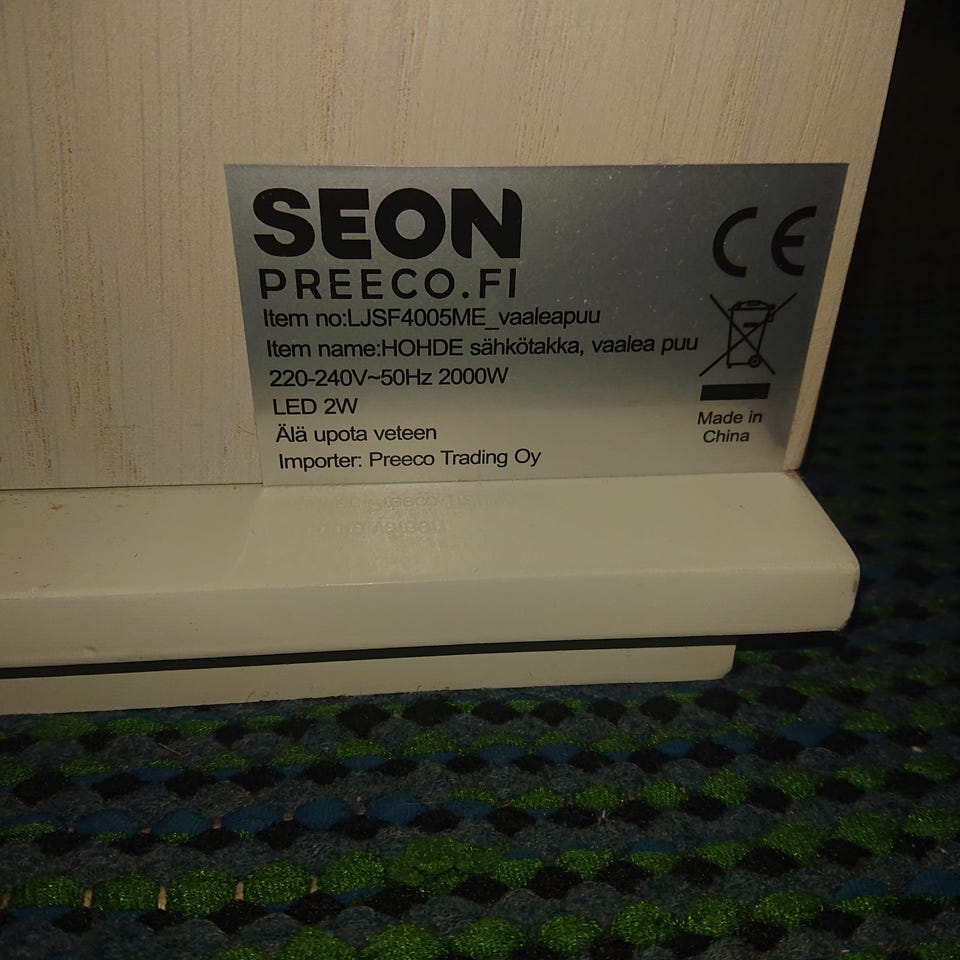 SEON
PREECO.FI
Item no:LJSF4005ME_vaaleapuu
Item name:HOHDE sähkötakka, vaalea puu
220-240V~50Hz 2000W
LED 2W
Älä upota veteen
Importer: Preeco Trading Oy
CE
Made in
China